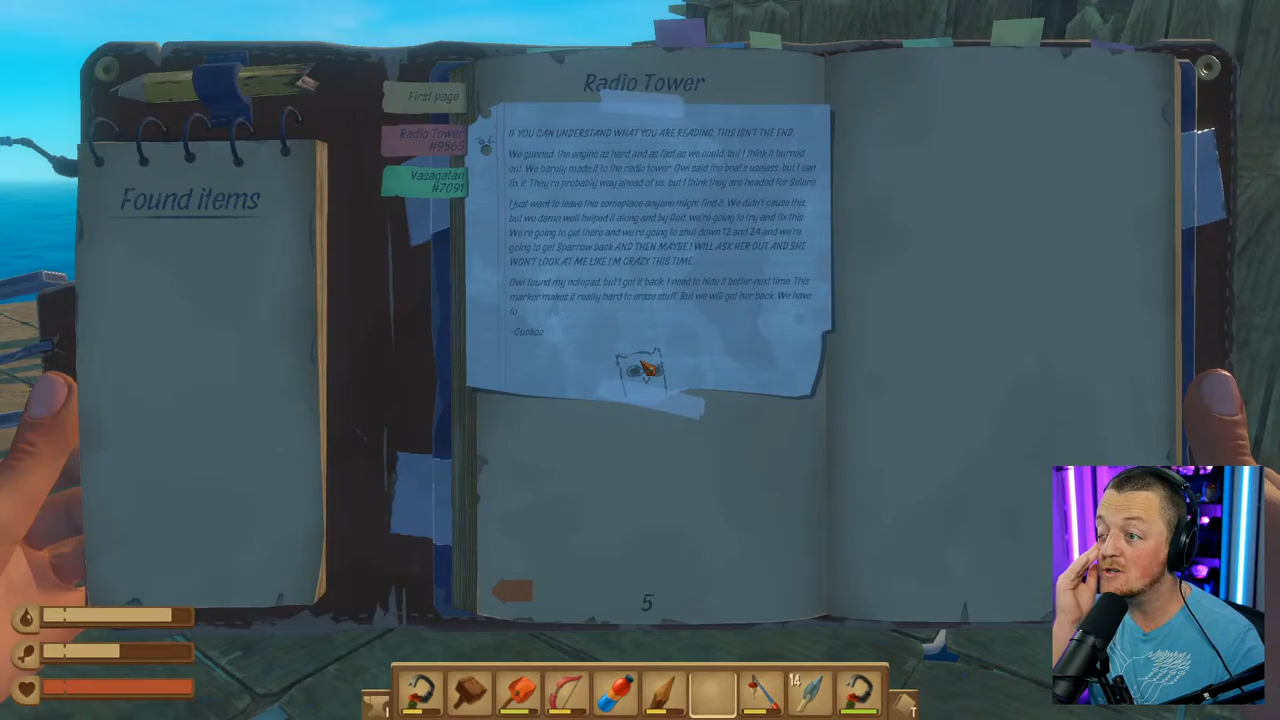 Radio Tower
First page
Radio Tower
#9565
Vasagatan
#7091
Found items
IF YOU CAN UNDERSTAND WHAT YOU ARE READING, THIS ISN'T THE END.
We gunned the engine as hard and as fast as we could, but I think it burned
out. We barely made it to the radio tower. Owl said the boat's useless, but I can
fix it. They're probably way ahead of us, but I think they are headed for Selene
I just want to leave this someplace anyone might find it. We didn't cause this,
but we damn well helped it along and by God, we're going to try and fix this
We're going to get there and we're going to shut down 12 and 24 and we're
going to get Sparrow back AND THEN MAYBE I WILL ASK HER OUT AND SHE
WON'T LOOK AT ME LIKE I'M CRAZY THIS TIME.
Owl found my notepad, but I got it back. I need to hide it better next time. This
marker makes it really hard to erase stuff. But we will get her back. We have
to
-Cuckoo
5
14
1
T